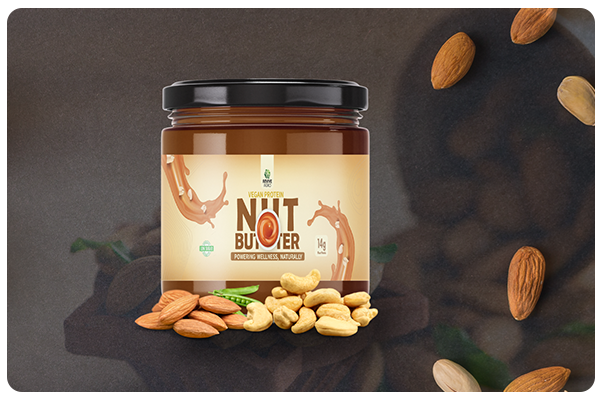 VEGAN PROTEIN
NUT
BUTTER
POWERING WELLNESS, NATURALLY
14g